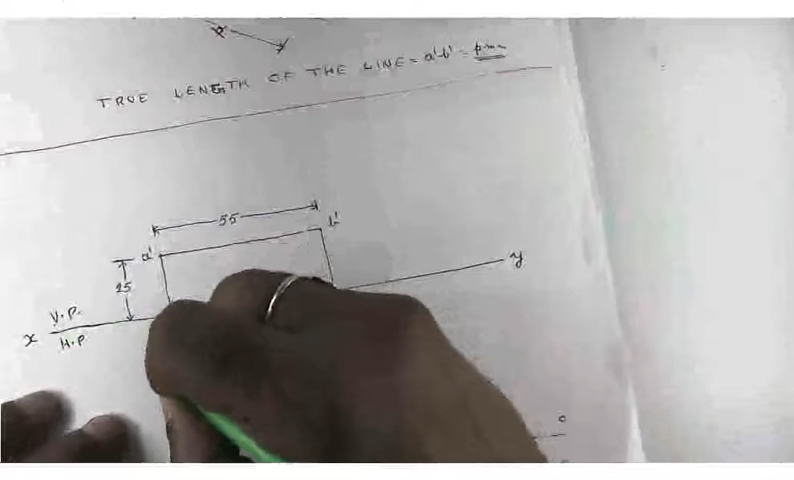 TRUE LENGTH OF THE LINE = a'b' =
55
b'
a'
25
y
V.P.
x
H.P